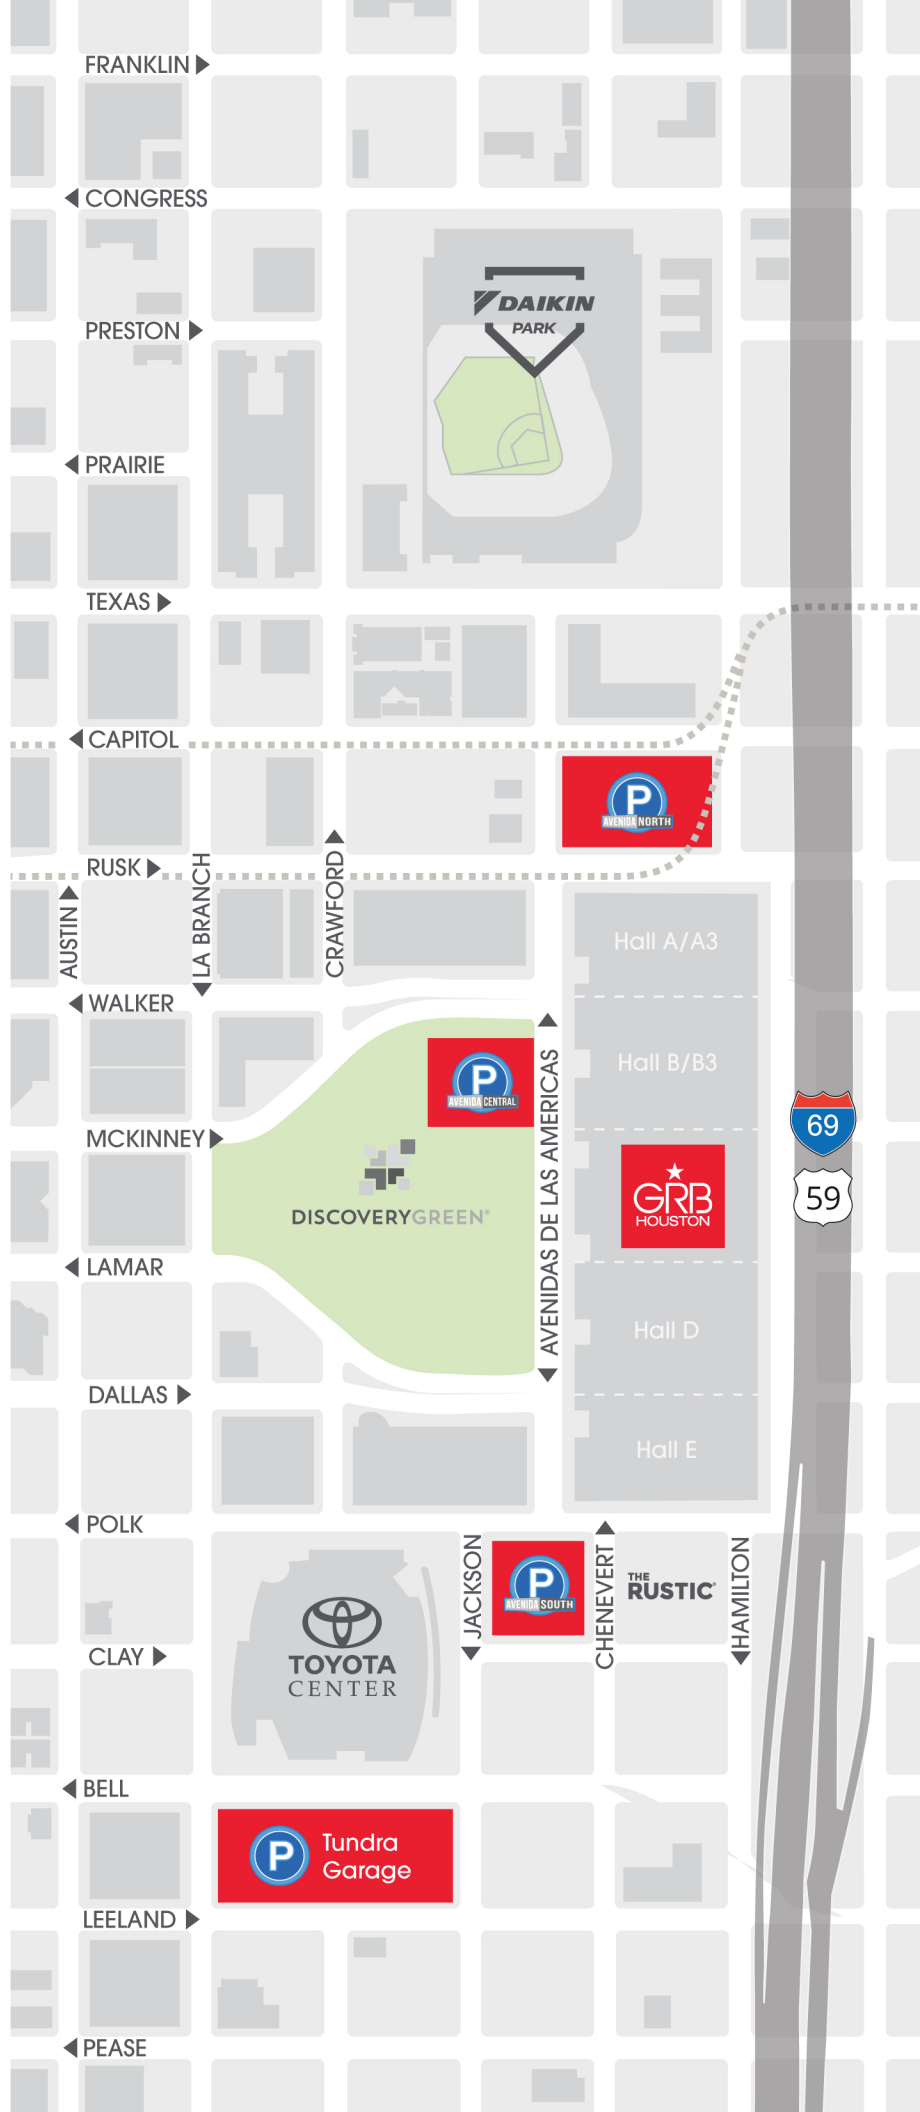 FRANKLIN
CONGRESS
DAIKIN
PARK
PRESTON
PRAIRIE
TEXAS
CAPITOL
P
AVENIDA NORTH
RUSK
AUSTIN
LA BRANCH
CRAWFORD
Hall A/A3
WALKER
P
AVENIDA CENTRAL
AVENIDAS DE LAS AMERICAS
Hall B/B3
69
MCKINNEY
DISCOVERYGREEN®
GRB
HOUSTON
59
LAMAR
Hall D
DALLAS
Hall E
POLK
JACKSON
P
AVENIDA SOUTH
CHENEVERT
THE
RUSTIC
HAMILTON
CLAY
TOYOTA
CENTER
BELL
P
Tundra
Garage
LEELAND
PEASE